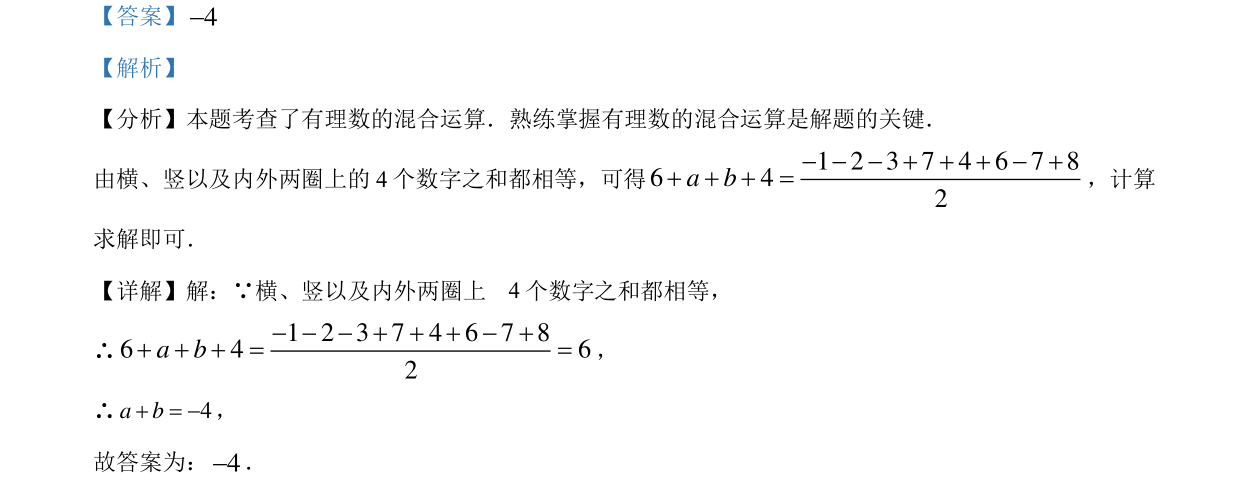 【答案】－4
【解析】
【分析】本题考查了有理数的混合运算．熟练掌握有理数的混合运算是解题的关键．
由横、竖以及内外两圈上的 4 个数字之和都相等，可得 6+a+b+4=(−1−2−3+7+4+6−7+8)/2，计算
求解即可．
【详解】解：∵横、竖以及内外两圈上 4 个数字之和都相等，
∴6+a+b+4=(−1−2−3+7+4+6−7+8)/2=6，
∴a+b=−4，
故答案为：−4．